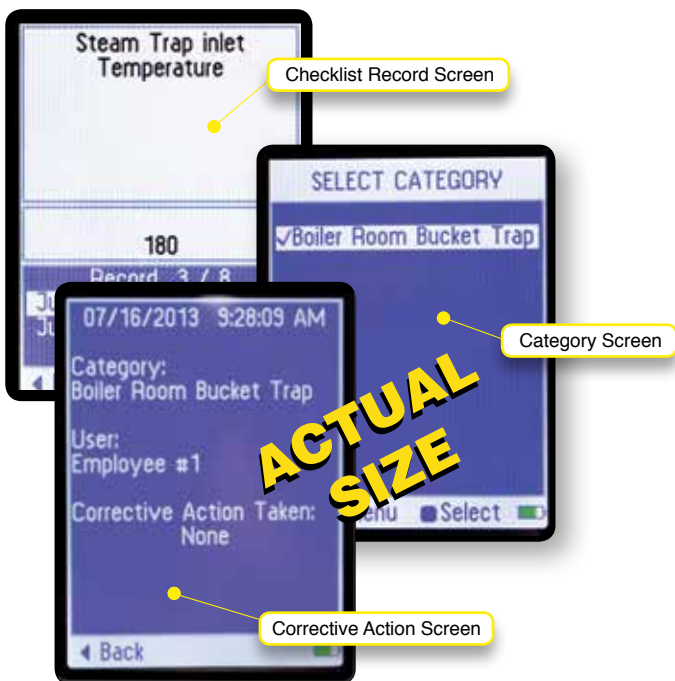 Steam Trap inlet
Temperature
Checklist Record Screen
180
Record 3 / 8
SELECT CATEGORY
✓Boiler Room Bucket Trap
Category Screen
Select
07/16/2013 9:28:09 AM
Category:
Boiler Room Bucket Trap
User:
Employee #1
Corrective Action Taken:
None
Back
Corrective Action Screen
ACTUAL
SIZE